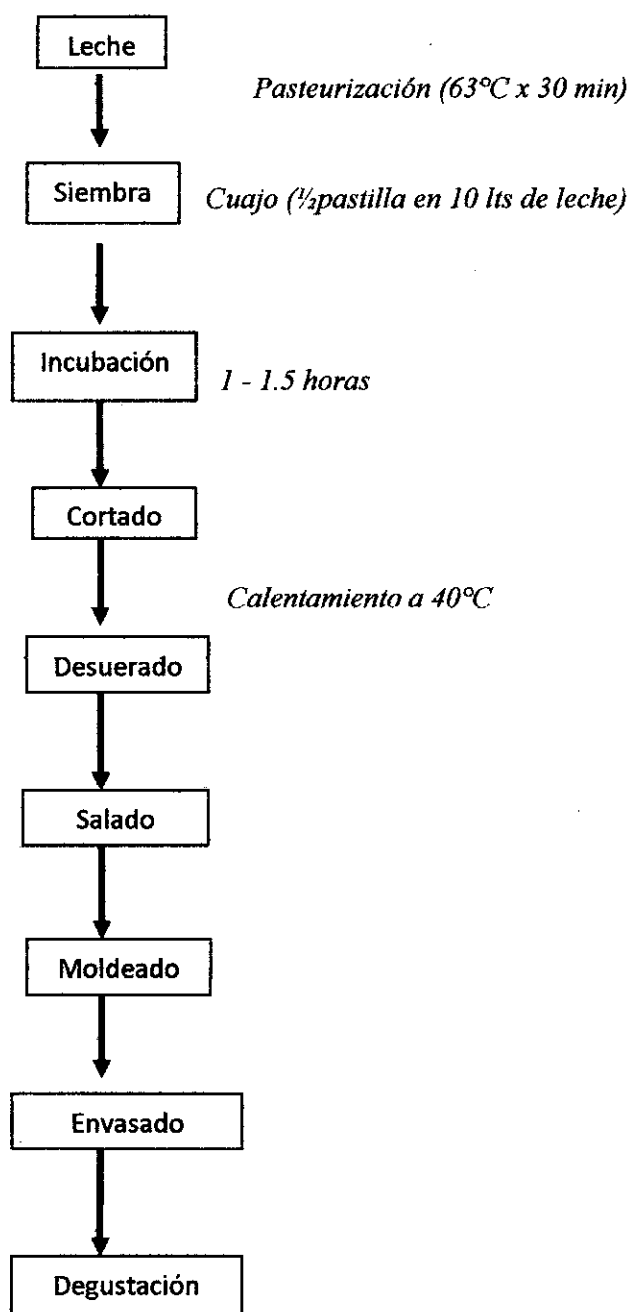 Leche
Pasteurización (63°C x 30 min)
Siembra
Cuajo (½pastilla en 10 lts de leche)
Incubación
1 - 1.5 horas
Cortado
Calentamiento a 40°C
Desuerado
Salado
Moldeado
Envasado
Degustación